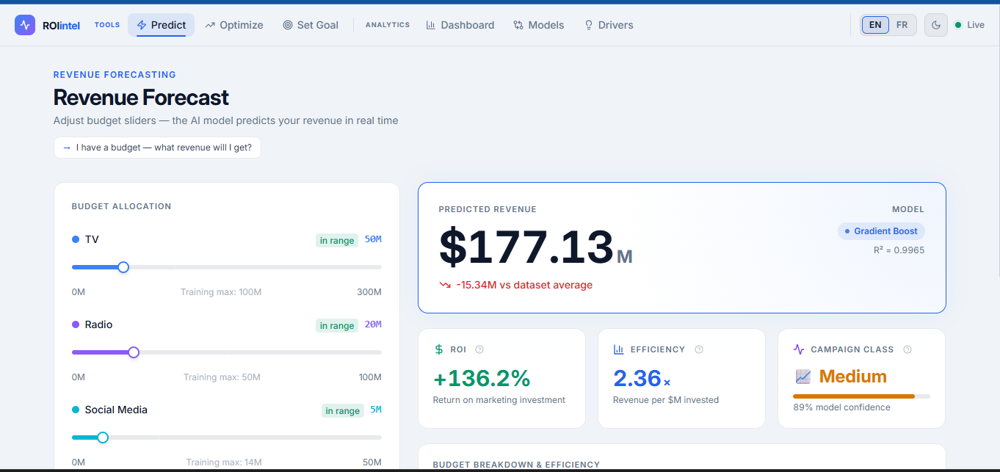 ROIintel TOOLS Predict Optimize Set Goal ANALYTICS Dashboard Models Drivers EN FR Live
REVENUE FORECASTING
Revenue Forecast
Adjust budget sliders — the AI model predicts your revenue in real time
→ I have a budget — what revenue will I get?
BUDGET ALLOCATION
TV in range 50M
0M Training max: 100M 300M
Radio in range 20M
0M Training max: 50M 100M
Social Media in range 5M
0M Training max: 14M 50M
PREDICTED REVENUE
$177.13M
-15.34M vs dataset average
MODEL
Gradient Boost
R² = 0.9965
ROI
+136.2%
Return on marketing investment
EFFICIENCY
2.36×
Revenue per $M invested
CAMPAIGN CLASS
Medium
89% model confidence
BUDGET BREAKDOWN & EFFICIENCY